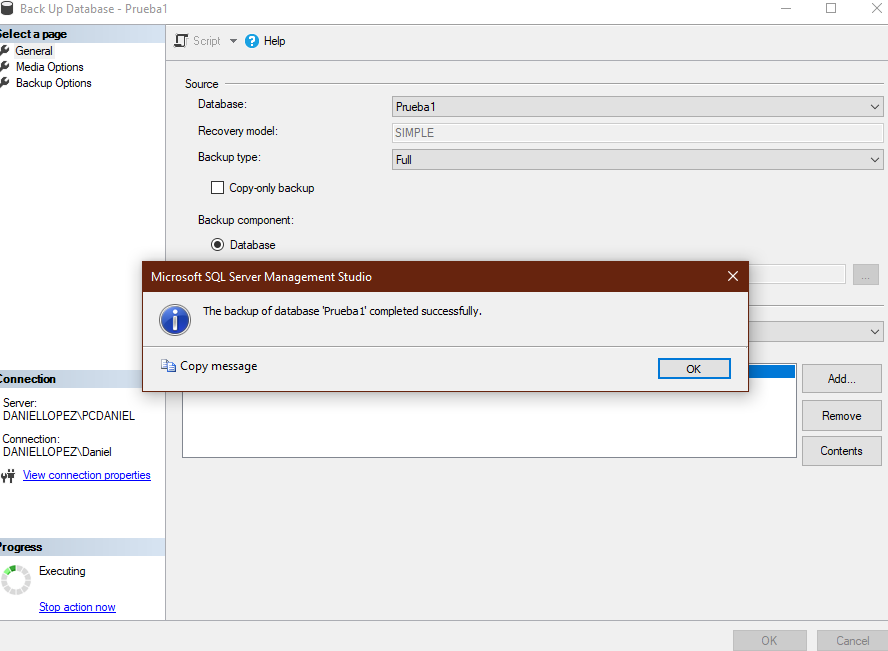 Back Up Database - Prueba1
Select a page
General
Media Options
Backup Options
Script
Help
Source
Database:
Prueba1
Recovery model:
SIMPLE
Backup type:
Full
Copy-only backup
Backup component:
Database
...
Microsoft SQL Server Management Studio
The backup of database 'Prueba1' completed successfully.
Copy message
OK
Add...
Remove
Contents
Connection
Server:
DANIELLOPEZ\PCDANIEL
Connection:
DANIELLOPEZ\Daniel
View connection properties
Progress
Executing
Stop action now
OK
Cancel